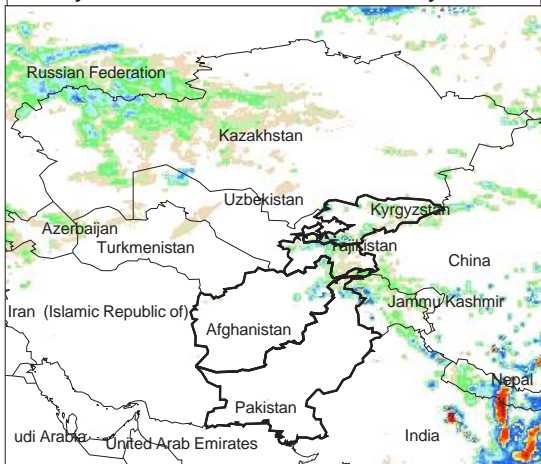 Russian Federation
Kazakhstan
Uzbekistan
Kyrgyzstan
Azerbaijan
Turkmenistan
Tajikistan
China
Iran (Islamic Republic of)
Jammu/Kashmir
Afghanistan
Nepal
Pakistan
udi Arabia
United Arab Emirates
India